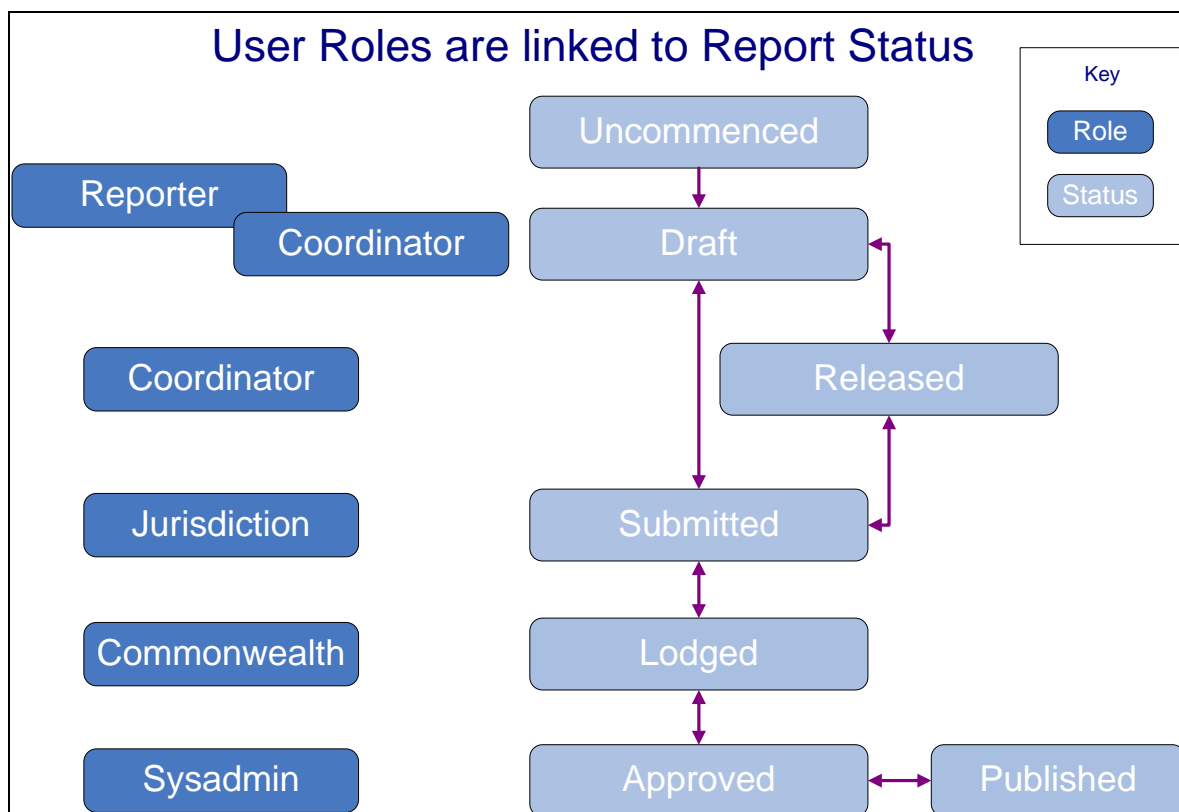 User Roles are linked to Report Status
Key
Role
Status
Uncommenced
Reporter
Coordinator
Draft
Coordinator
Released
Jurisdiction
Submitted
Commonwealth
Lodged
Sysadmin
Approved
Published